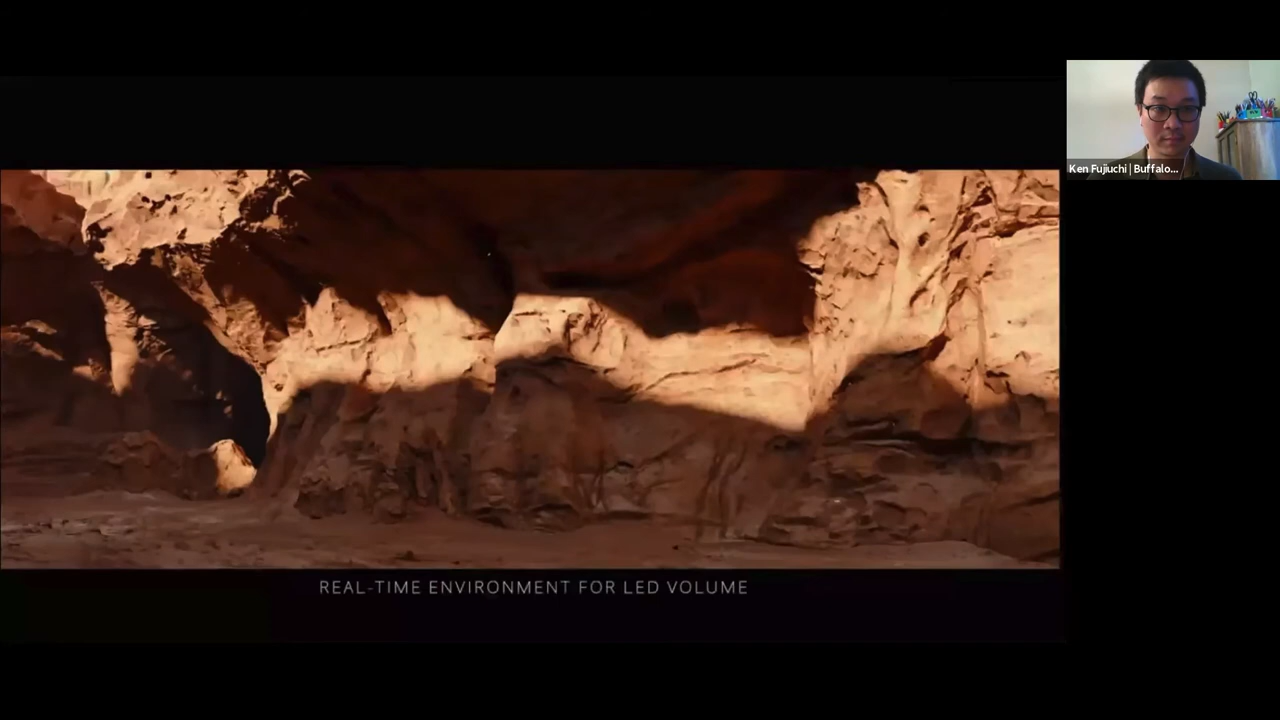 Ken Fujiuchi | Buffalo...
REAL-TIME ENVIRONMENT FOR LED VOLUME